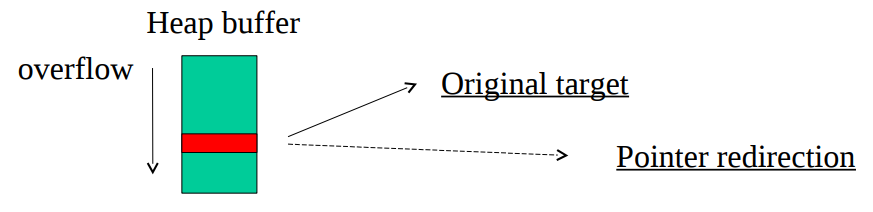 Heap buffer
overflow
Original target
Pointer redirection